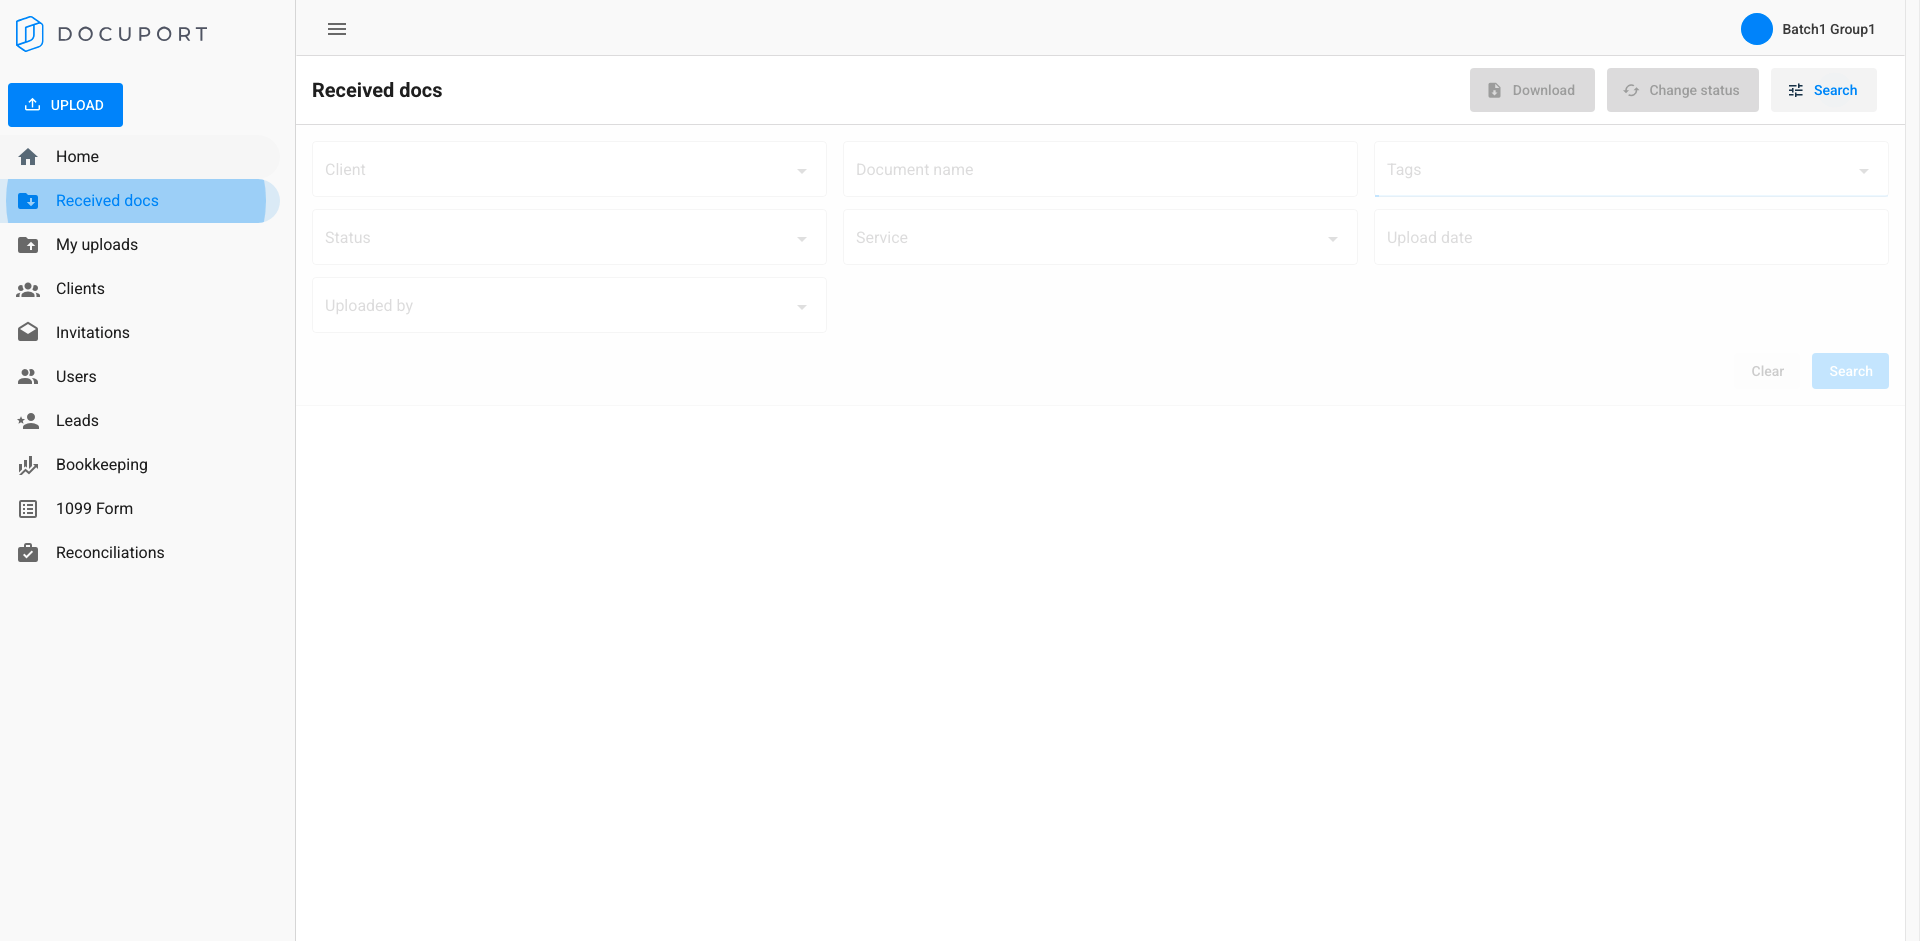 DOCUPORT
UPLOAD
Home
Received docs
My uploads
Clients
Invitations
Users
Leads
Bookkeeping
1099 Form
Reconciliations
Batch1 Group1
Received docs
Download
Change status
Search
Client
Document name
Tags
Status
Service
Upload date
Uploaded by
Clear
Search